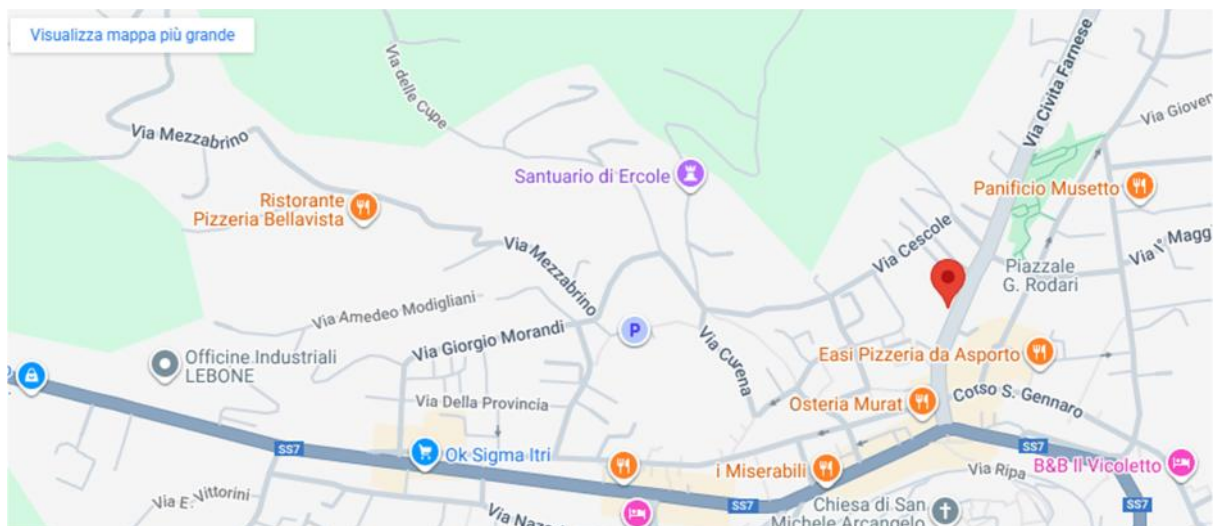 Visualizza mappa più grande
Via delle Cupe
Via Civita Farnese
Via Mezzabrino
Via Gioven
Santuario di Ercole
Panificio Musetto
Ristorante
Pizzeria Bellavista
Via Cescole
Via Mezzabrino
Via 1° Magg
Piazzale
G. Rodari
Via Amedeo Modigliani
P
Via Giorgio Morandi
Via Curena
Officine Industriali
LEBONE
Easi Pizzeria da Asporto
Corso S. Gennaro
Via Della Provincia
Osteria Murat
SS7
SS7
Ok Sigma Itri
i Miserabili
Via Ripa
B&B Il Vicoletto
Via E. Vittorini
SS7
SS7
Chiesa di San
Michele Arcangelo